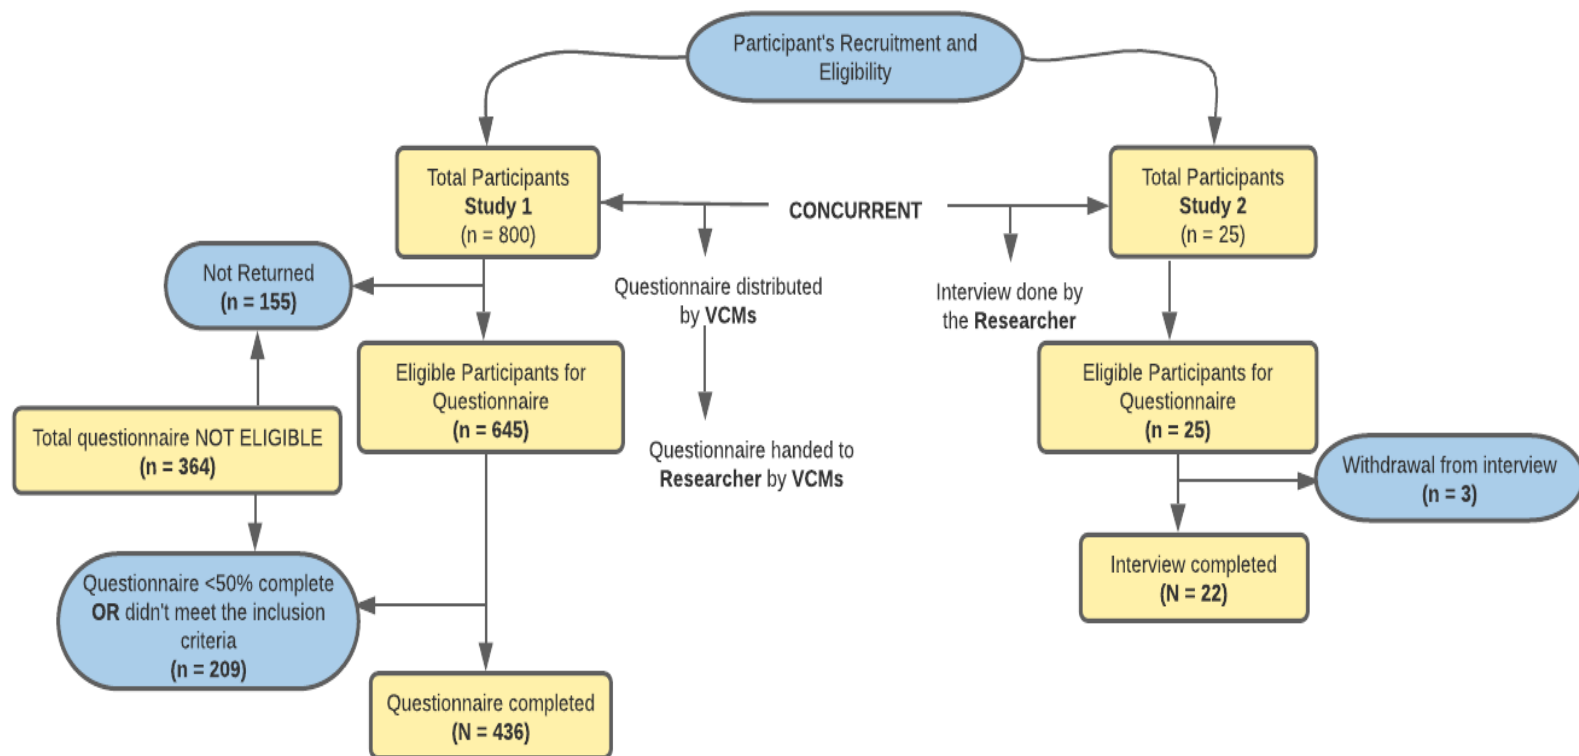 Participant's Recruitment and
Eligibility
Total Participants
Study 1
(n = 800)
CONCURRENT
Total Participants
Study 2
(n = 25)
Not Returned
(n = 155)
Questionnaire distributed
by VCMs
Interview done by
the Researcher
Eligible Participants for
Questionnaire
(n = 645)
Eligible Participants for
Questionnaire
(n = 25)
Total questionnaire NOT ELIGIBLE
(n = 364)
Questionnaire handed to
Researcher by VCMs
Withdrawal from interview
(n = 3)
Questionnaire <50% complete
OR didn't meet the inclusion
criteria
(n = 209)
Interview completed
(N = 22)
Questionnaire completed
(N = 436)